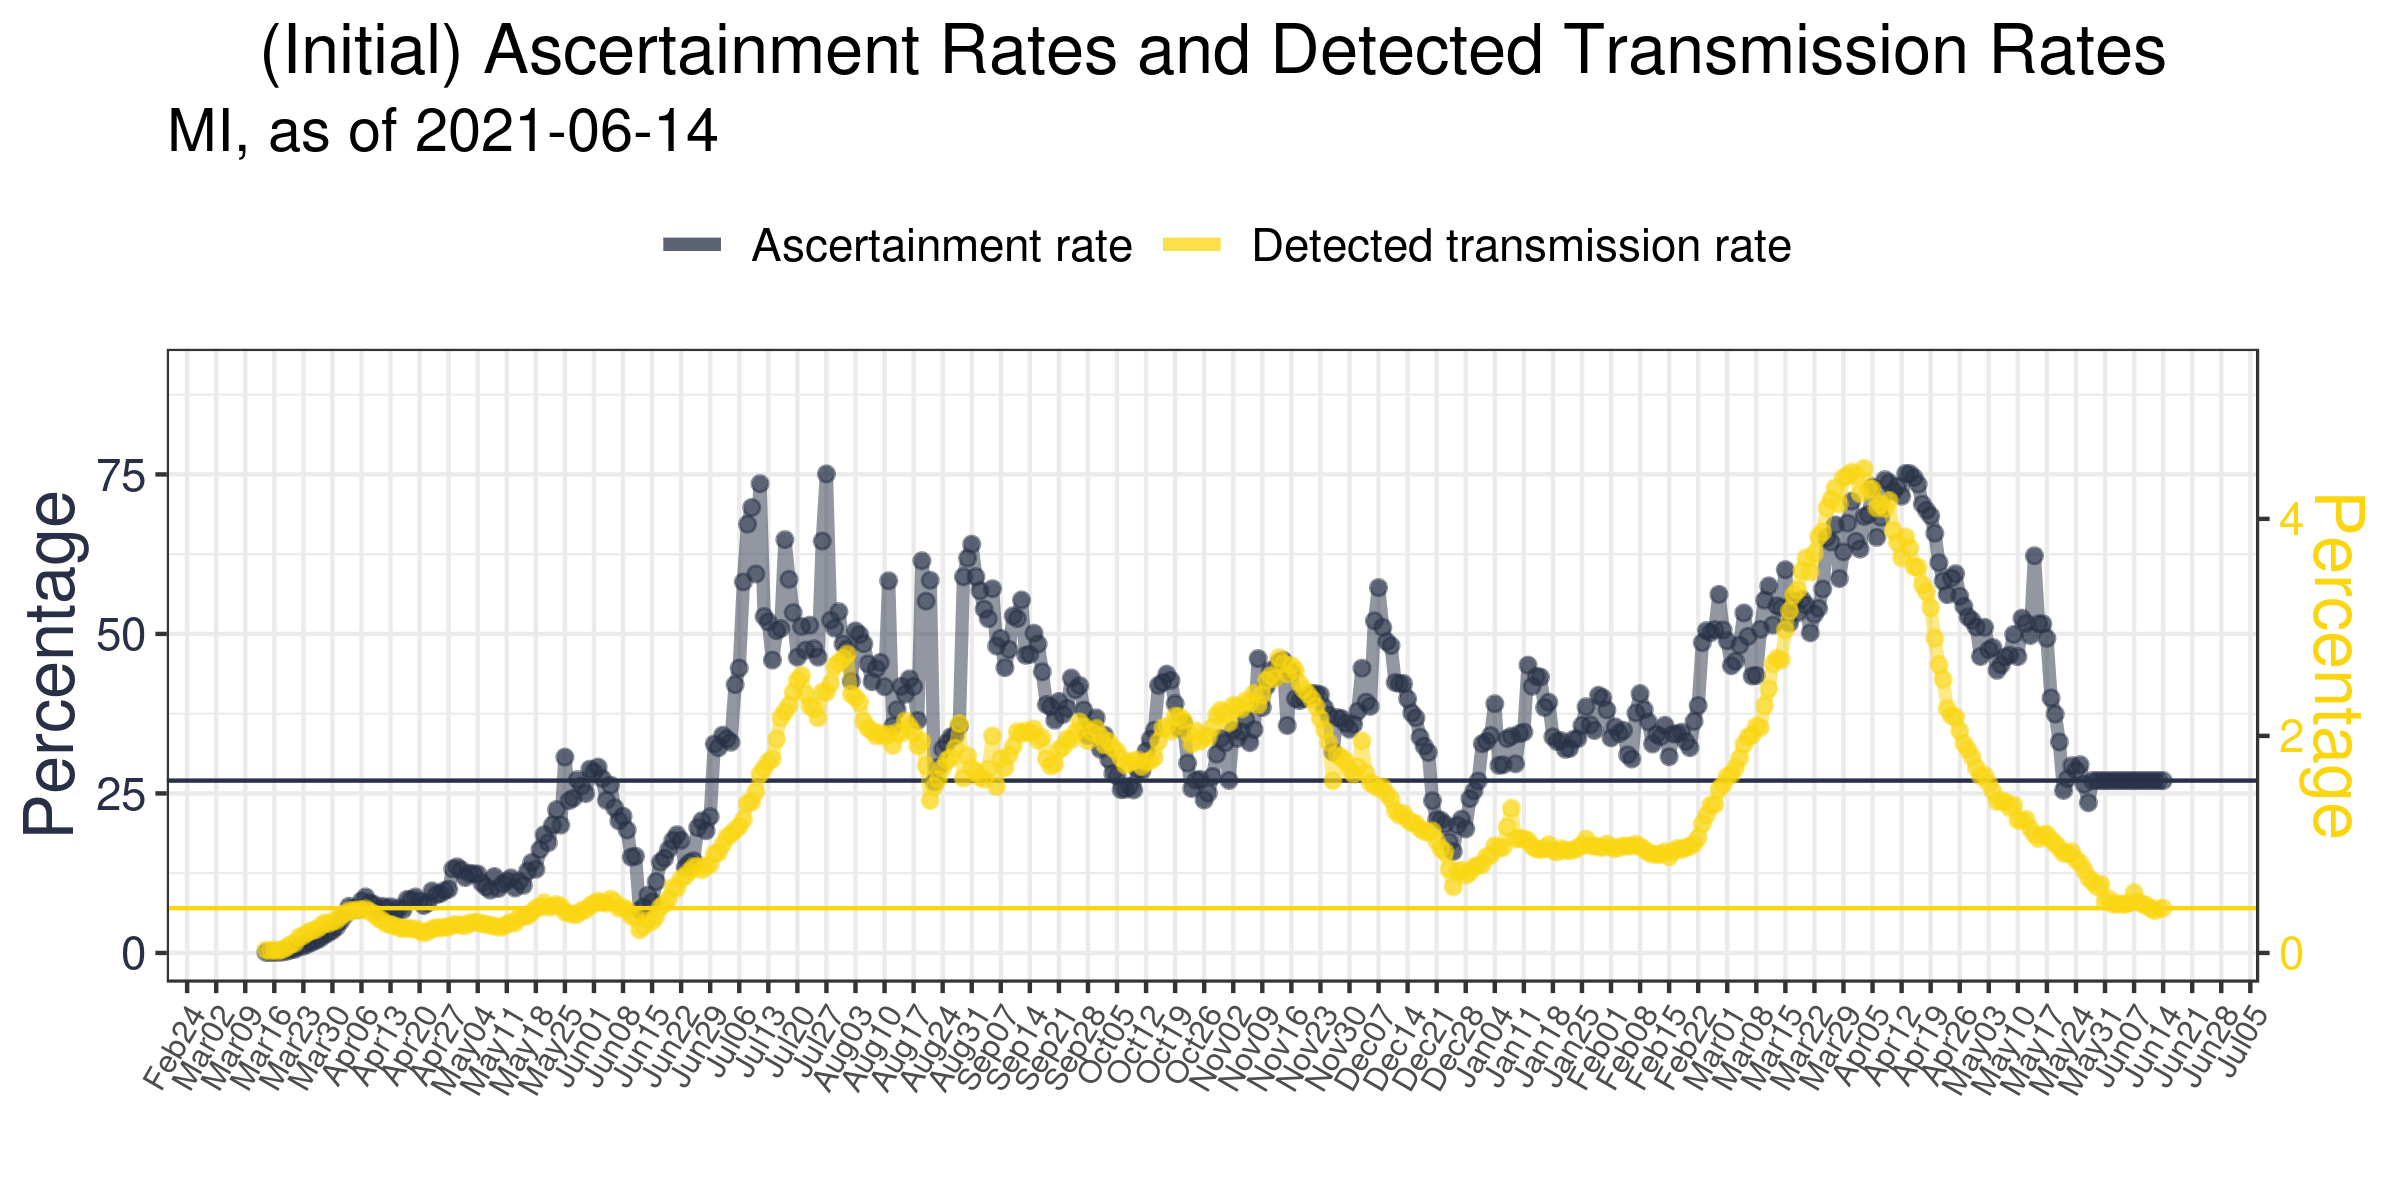 (Initial) Ascertainment Rates and Detected Transmission Rates
MI, as of 2021-06-14
Ascertainment rate Detected transmission rate
Percentage
75
50
25
0
4
2
0
Percentage
Feb24 Mar02 Mar09 Mar16 Mar23 Mar30 Apr06 Apr13 Apr20 Apr27 May04 May11 May18 May25 Jun01 Jun08 Jun15 Jun22 Jun29 Jul06 Jul13 Jul20 Jul27 Aug03 Aug10 Aug17 Aug24 Aug31 Sep07 Sep14 Sep21 Sep28 Oct05 Oct12 Oct19 Oct26 Nov02 Nov09 Nov16 Nov23 Nov30 Dec07 Dec14 Dec21 Dec28 Jan04 Jan11 Jan18 Jan25 Feb01 Feb08 Feb15 Feb22 Mar01 Mar08 Mar15 Mar22 Mar29 Apr05 Apr12 Apr19 Apr26 May03 May10 May17 May24 May31 Jun07 Jun14 Jun21 Jun28 Jul05